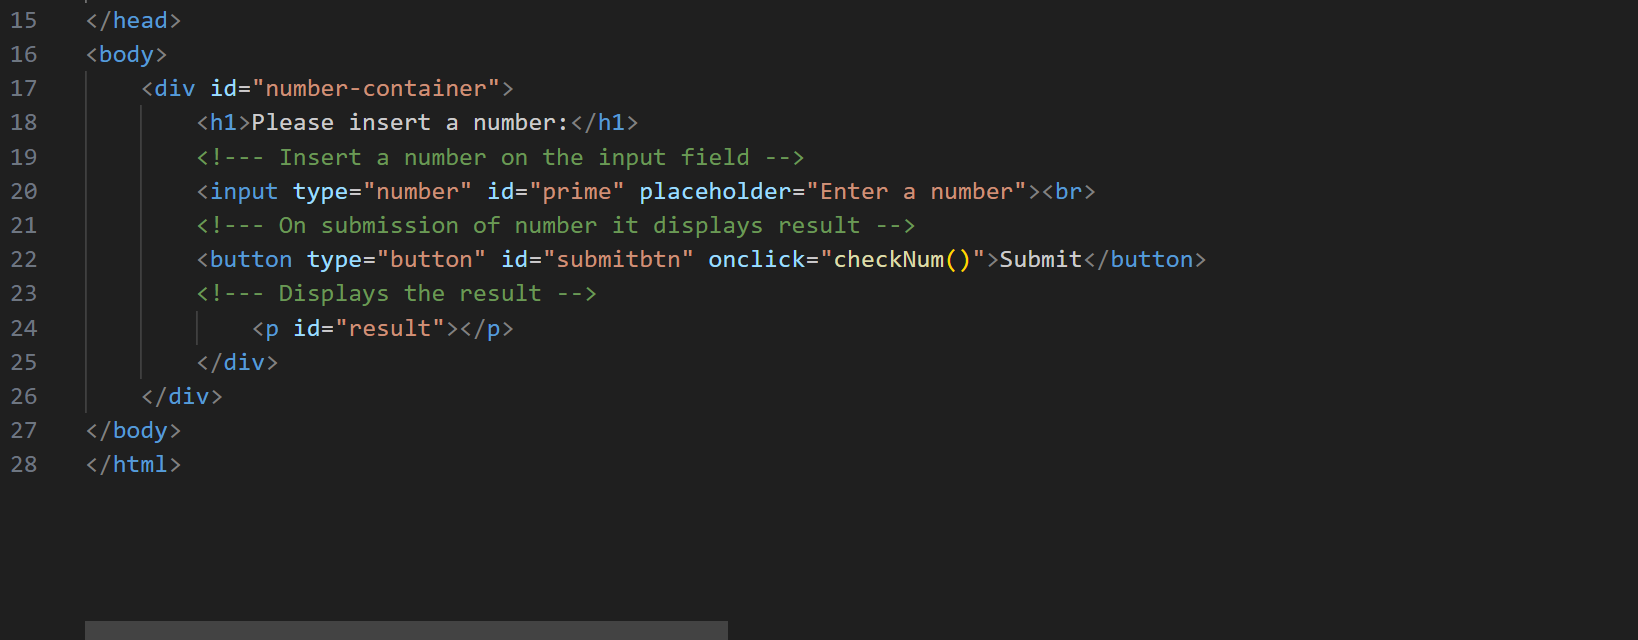 15 </head>
16 <body>
17     <div id="number-container">
18         <h1>Please insert a number:</h1>
19         <!--- Insert a number on the input field -->
20         <input type="number" id="prime" placeholder="Enter a number"><br>
21         <!--- On submission of number it displays result -->
22         <button type="button" id="submitbtn" onclick="checkNum()">Submit</button>
23         <!--- Displays the result -->
24             <p id="result"></p>
25         </div>
26     </div>
27 </body>
28 </html>